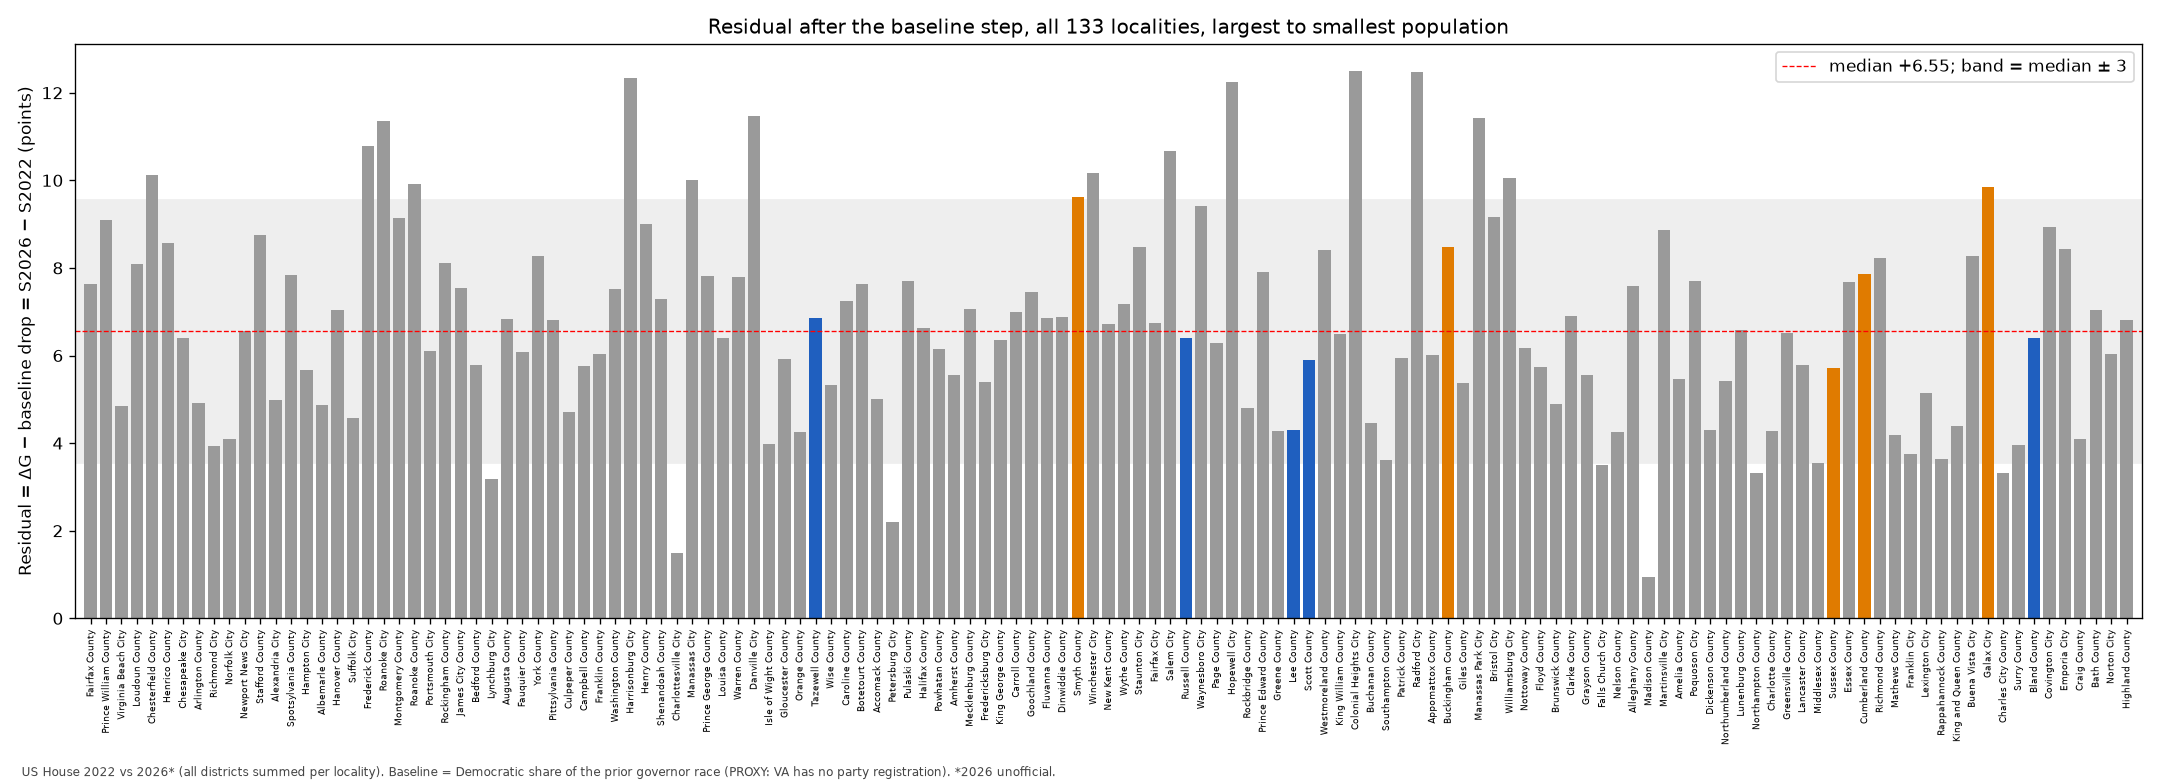 Residual after the baseline step, all 133 localities, largest to smallest population
Residual = ΔG − baseline drop = S2026 − S2022 (points)
median +6.55; band = median ± 3
12
10
8
6
4
2
0
Fairfax County
Prince William County
Virginia Beach City
Loudoun County
Chesterfield County
Henrico County
Chesapeake City
Arlington County
Richmond City
Norfolk City
Newport News City
Stafford County
Alexandria City
Spotsylvania County
Hampton City
Albemarle County
Hanover County
Suffolk City
Frederick County
Roanoke City
Montgomery County
Roanoke County
Portsmouth City
Rockingham County
James City County
Bedford County
Lynchburg City
Augusta County
Fauquier County
York County
Pittsylvania County
Culpeper County
Campbell County
Franklin County
Washington County
Harrisonburg City
Henry County
Shenandoah County
Charlottesville City
Manassas City
Prince George County
Louisa County
Warren County
Danville City
Isle of Wight County
Gloucester County
Orange County
Tazewell County
Wise County
Caroline County
Botetourt County
Accomack County
Petersburg City
Pulaski County
Halifax County
Powhatan County
Amherst County
Mecklenburg County
Fredericksburg City
King George County
Carroll County
Goochland County
Fluvanna County
Dinwiddie County
Smyth County
Winchester City
New Kent County
Wythe County
Staunton City
Fairfax City
Salem City
Russell County
Waynesboro City
Page County
Hopewell City
Rockbridge County
Prince Edward County
Greene County
Lee County
Scott County
Westmoreland County
King William County
Colonial Heights City
Buchanan County
Southampton County
Patrick County
Radford City
Appomattox County
Buckingham County
Giles County
Manassas Park City
Bristol City
Williamsburg City
Nottoway County
Floyd County
Brunswick County
Clarke County
Grayson County
Falls Church City
Nelson County
Alleghany County
Madison County
Martinsville City
Amelia County
Poquoson City
Dickenson County
Northumberland County
Lunenburg County
Northampton County
Charlotte County
Greensville County
Lancaster County
Middlesex County
Sussex County
Essex County
Cumberland County
Richmond County
Mathews County
Franklin City
Lexington City
Rappahannock County
King and Queen County
Buena Vista City
Galax City
Charles City County
Surry County
Bland County
Covington City
Emporia City
Craig County
Bath County
Norton City
Highland County
US House 2022 vs 2026* (all districts summed per locality). Baseline = Democratic share of the prior governor race (PROXY: VA has no party registration). *2026 unofficial.